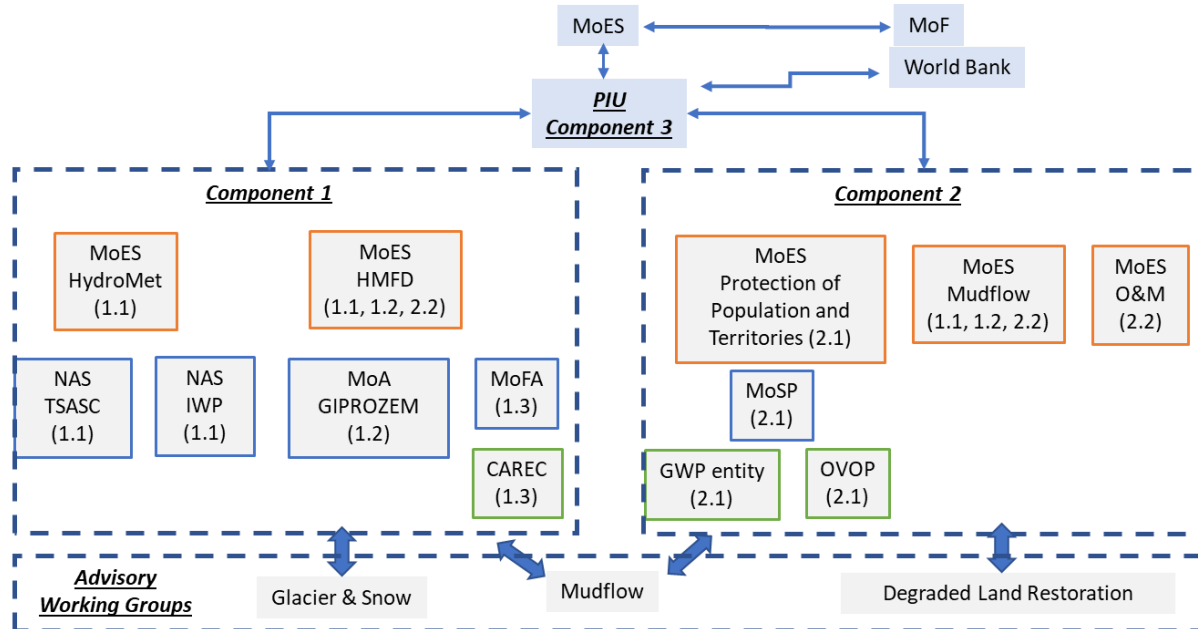 MoES
MoF
World Bank
PIU
Component 3
Component 1
MoES
HydroMet
(1.1)
MoES
HMFD
(1.1, 1.2, 2.2)
NAS
TSASC
(1.1)
NAS
IWP
(1.1)
MoA
GIPROZEM
(1.2)
MoFA
(1.3)
CAREC
(1.3)
Component 2
MoES
Protection of
Population and
Territories (2.1)
MoES
Mudflow
(1.1, 1.2, 2.2)
MoES
O&M
(2.2)
MoSP
(2.1)
GWP entity
(2.1)
OVOP
(2.1)
Advisory
Working Groups
Glacier & Snow
Mudflow
Degraded Land Restoration